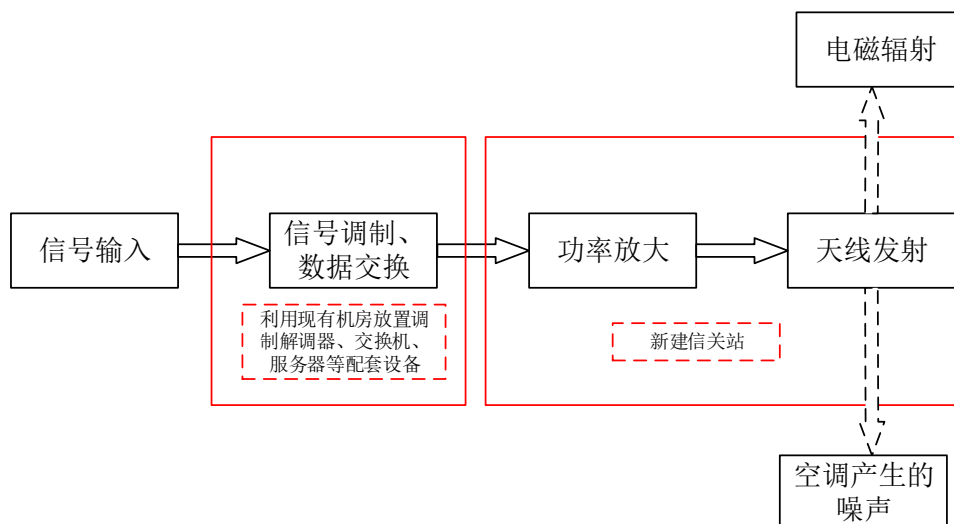 电磁辐射
信号输入
信号调制、
数据交换
功率放大
天线发射
利用现有机房放置调
制解调器、交换机、
服务器等配套设备
新建信关站
空调产生的
噪声